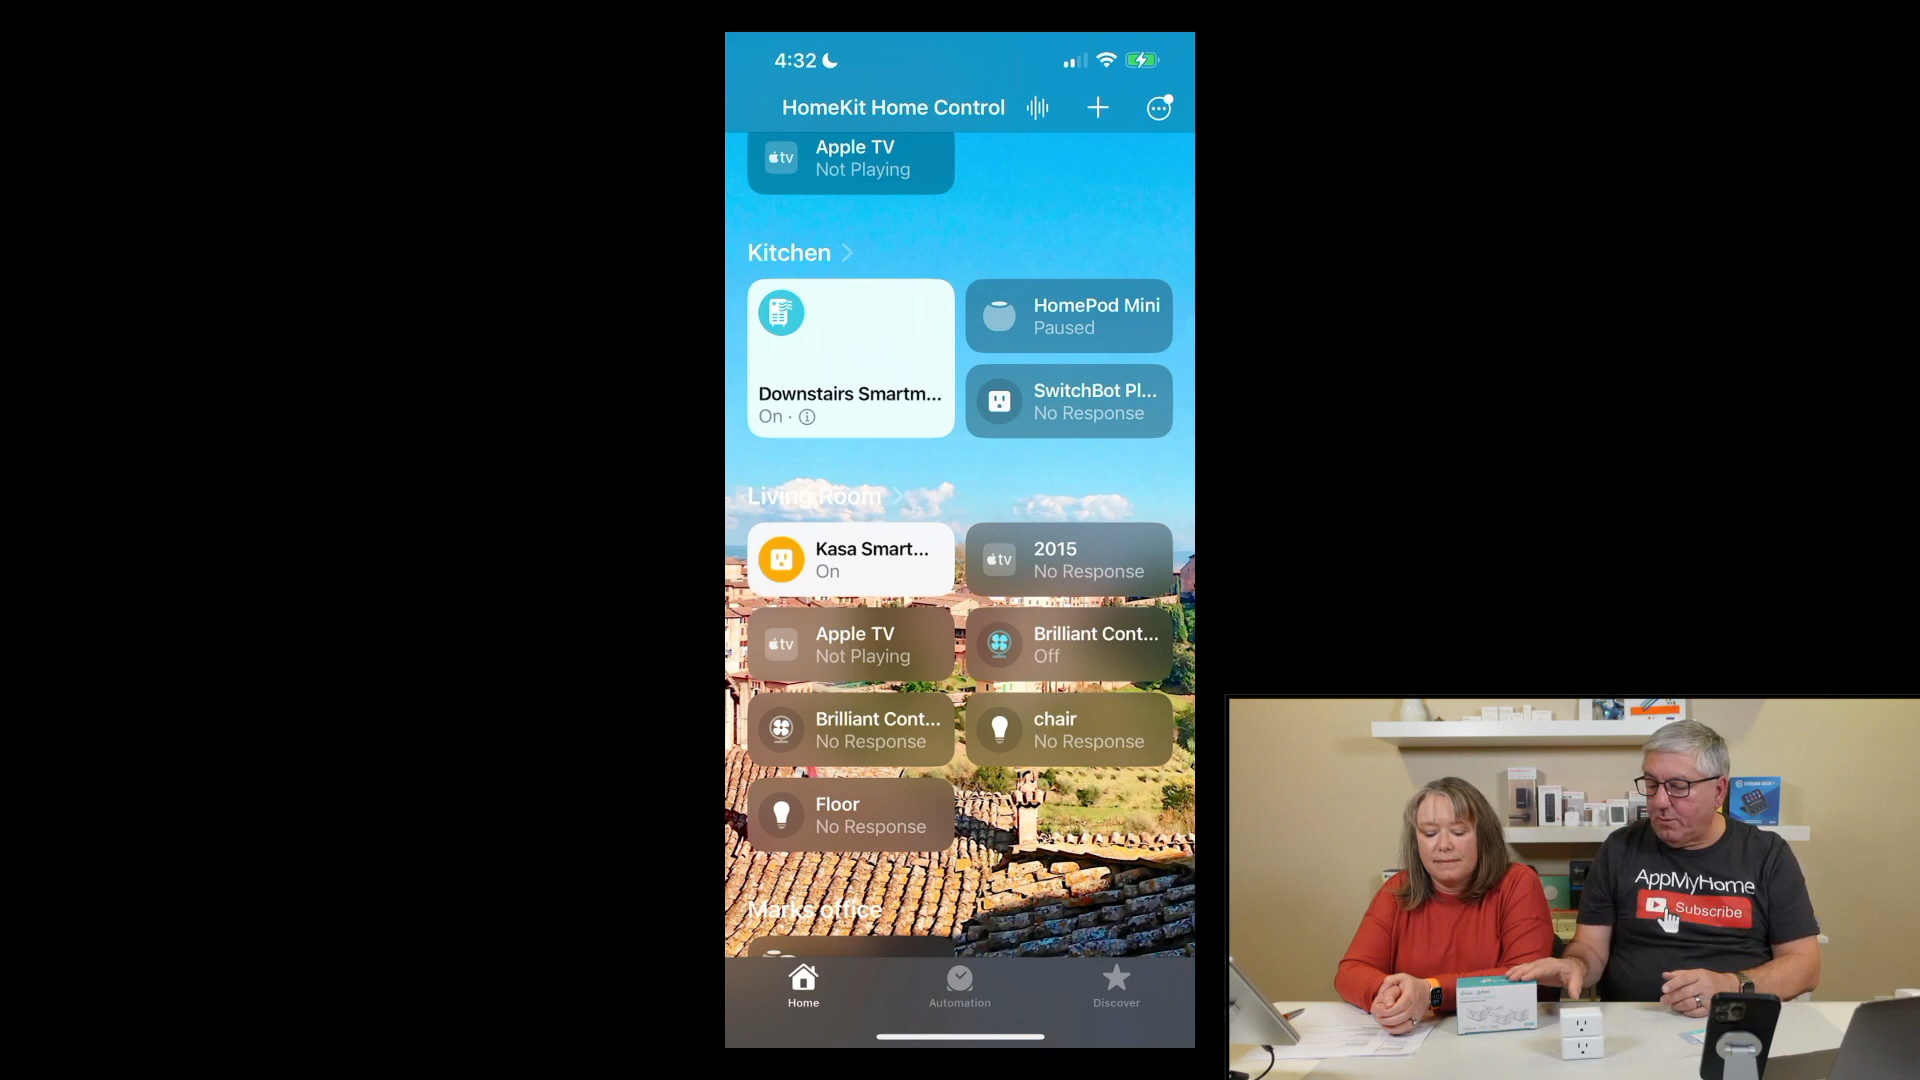 4:32
HomeKit Home Control
Apple TV
Not Playing
Kitchen
Downstairs Smartm...
On ·
HomePod Mini
Paused
SwitchBot Pl...
No Response
Living Room
Kasa Smart...
On
2015
No Response
Apple TV
Not Playing
Brilliant Cont...
Off
Brilliant Cont...
No Response
chair
No Response
Floor
No Response
Marks office
Home
Automation
Discover
AppMyHome
Subscribe